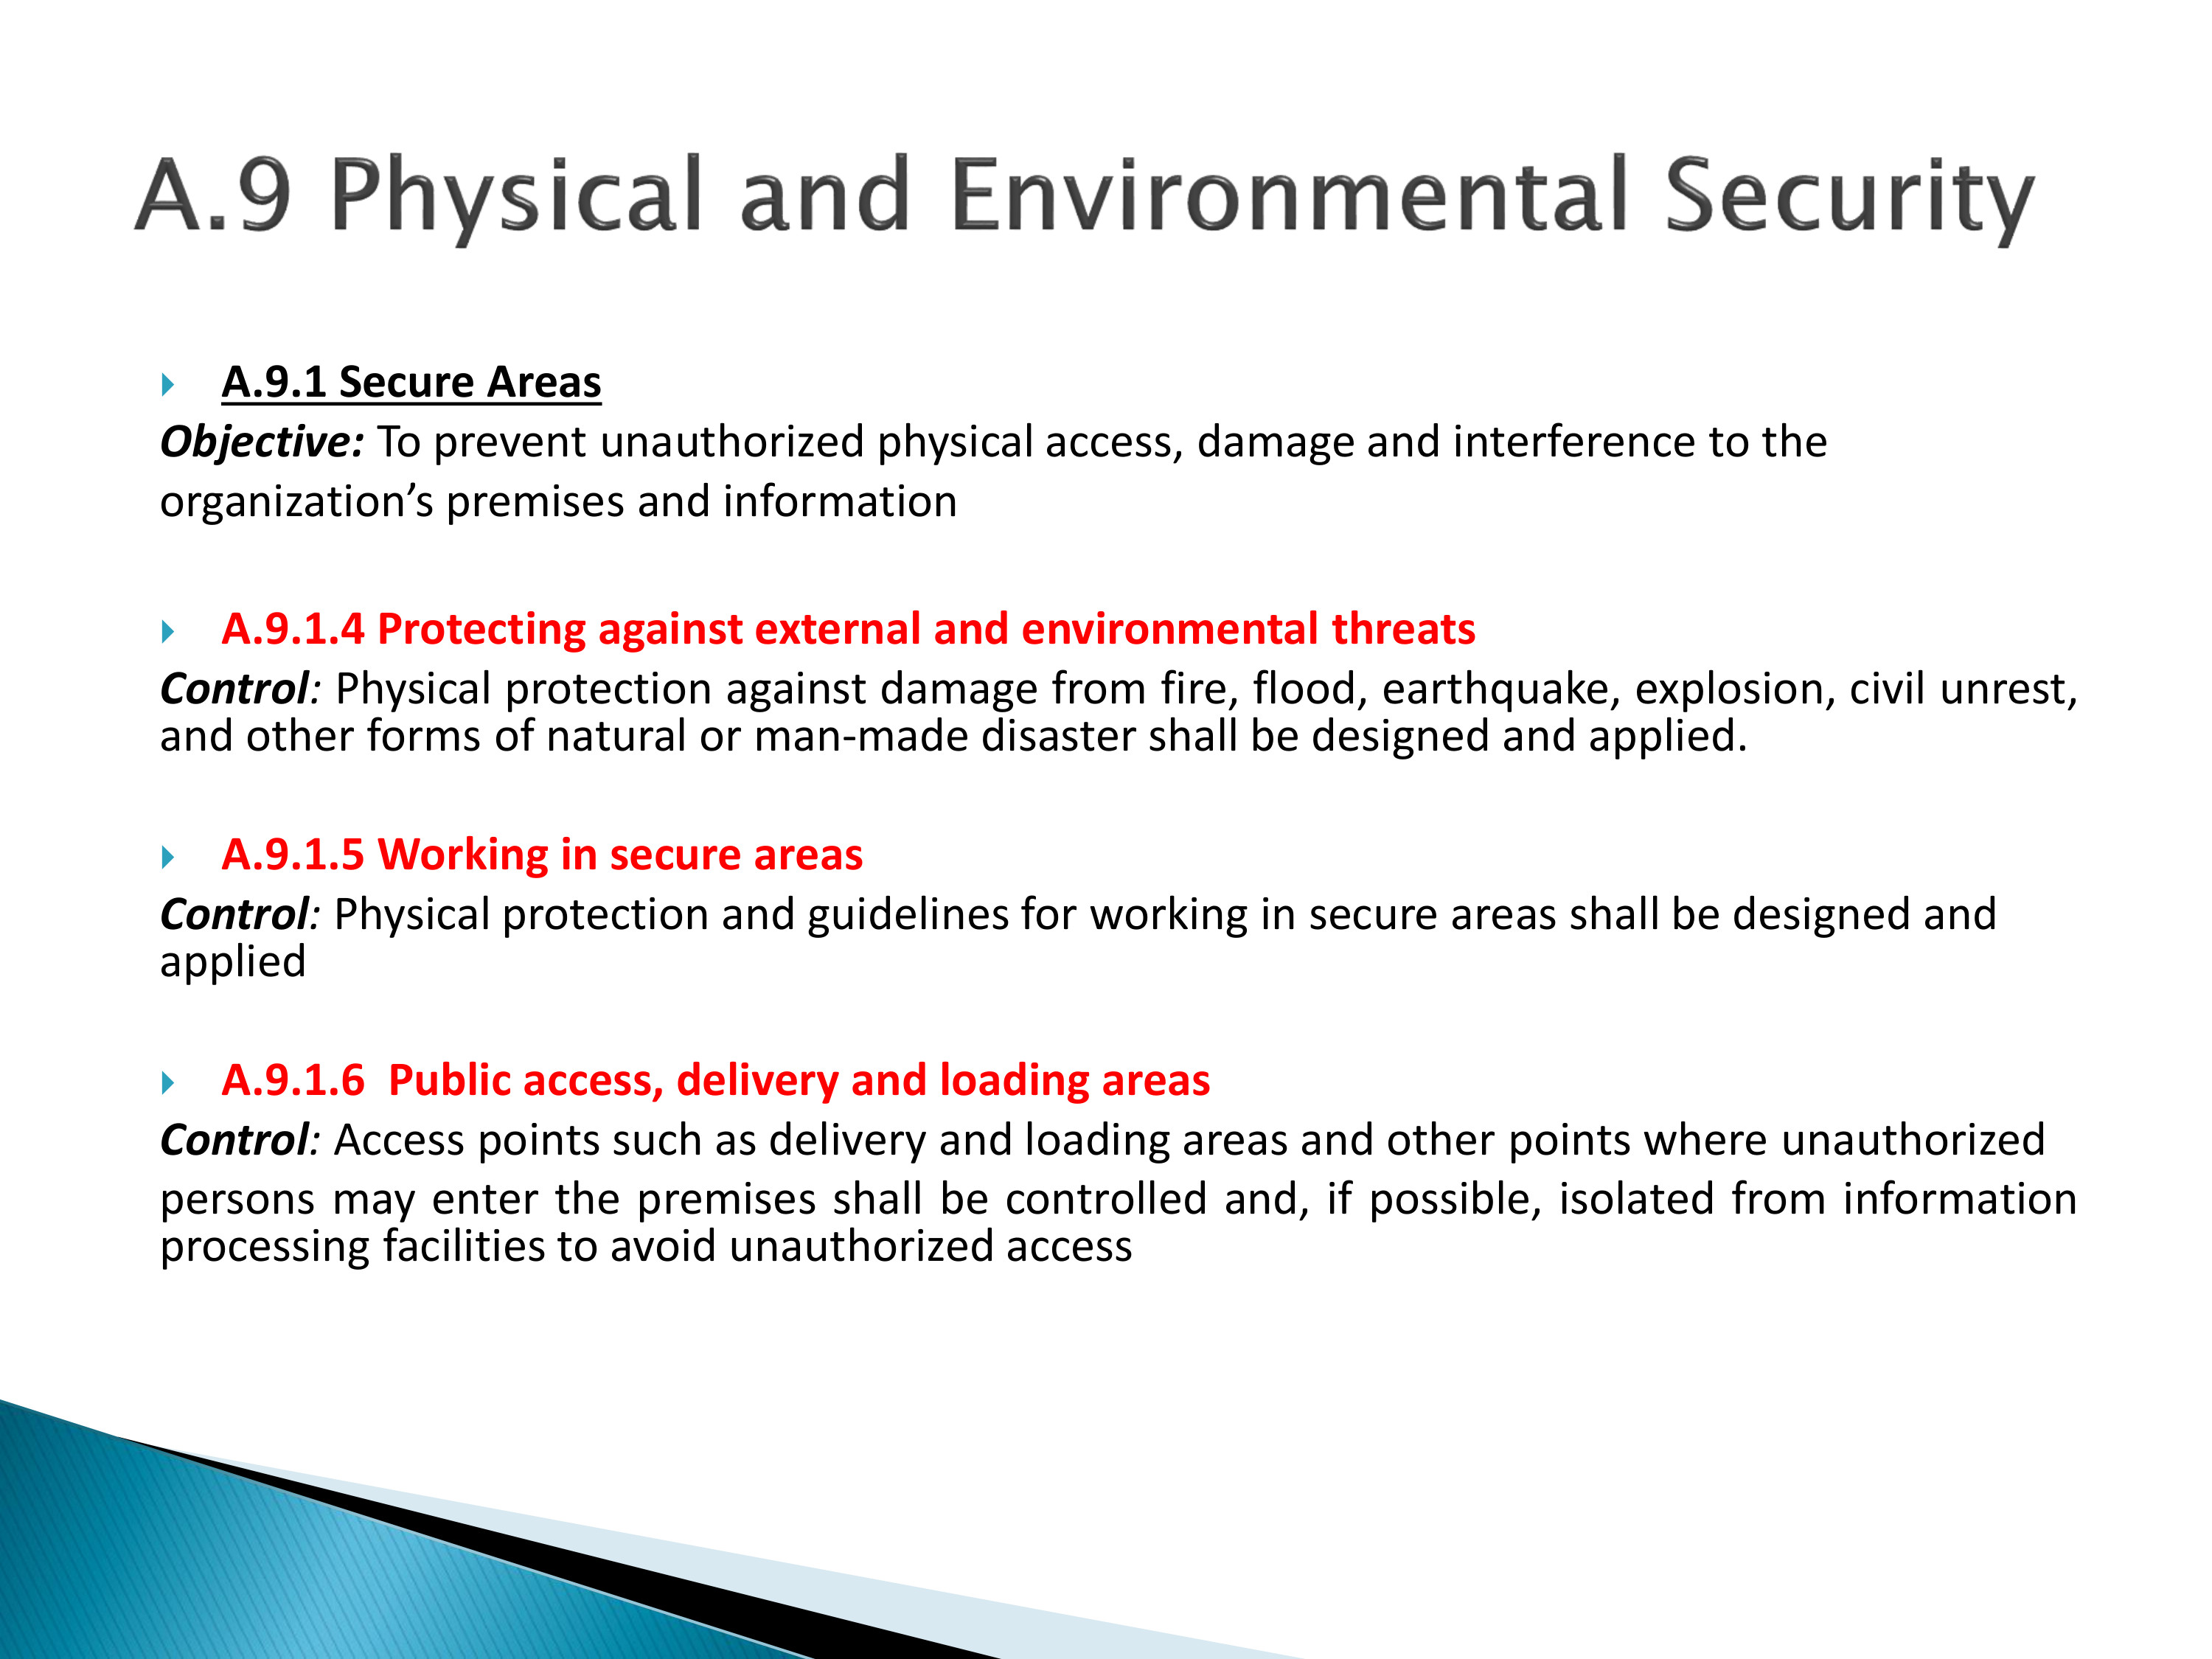 A.9 Physical and Environmental Security
A.9.1 Secure Areas
Objective: To prevent unauthorized physical access, damage and interference to the
organization’s premises and information
A.9.1.4 Protecting against external and environmental threats
Control: Physical protection against damage from fire, flood, earthquake, explosion, civil unrest,
and other forms of natural or man-made disaster shall be designed and applied.
A.9.1.5 Working in secure areas
Control: Physical protection and guidelines for working in secure areas shall be designed and
applied
A.9.1.6  Public access, delivery and loading areas
Control: Access points such as delivery and loading areas and other points where unauthorized
persons may enter the premises shall be controlled and, if possible, isolated from information
processing facilities to avoid unauthorized access